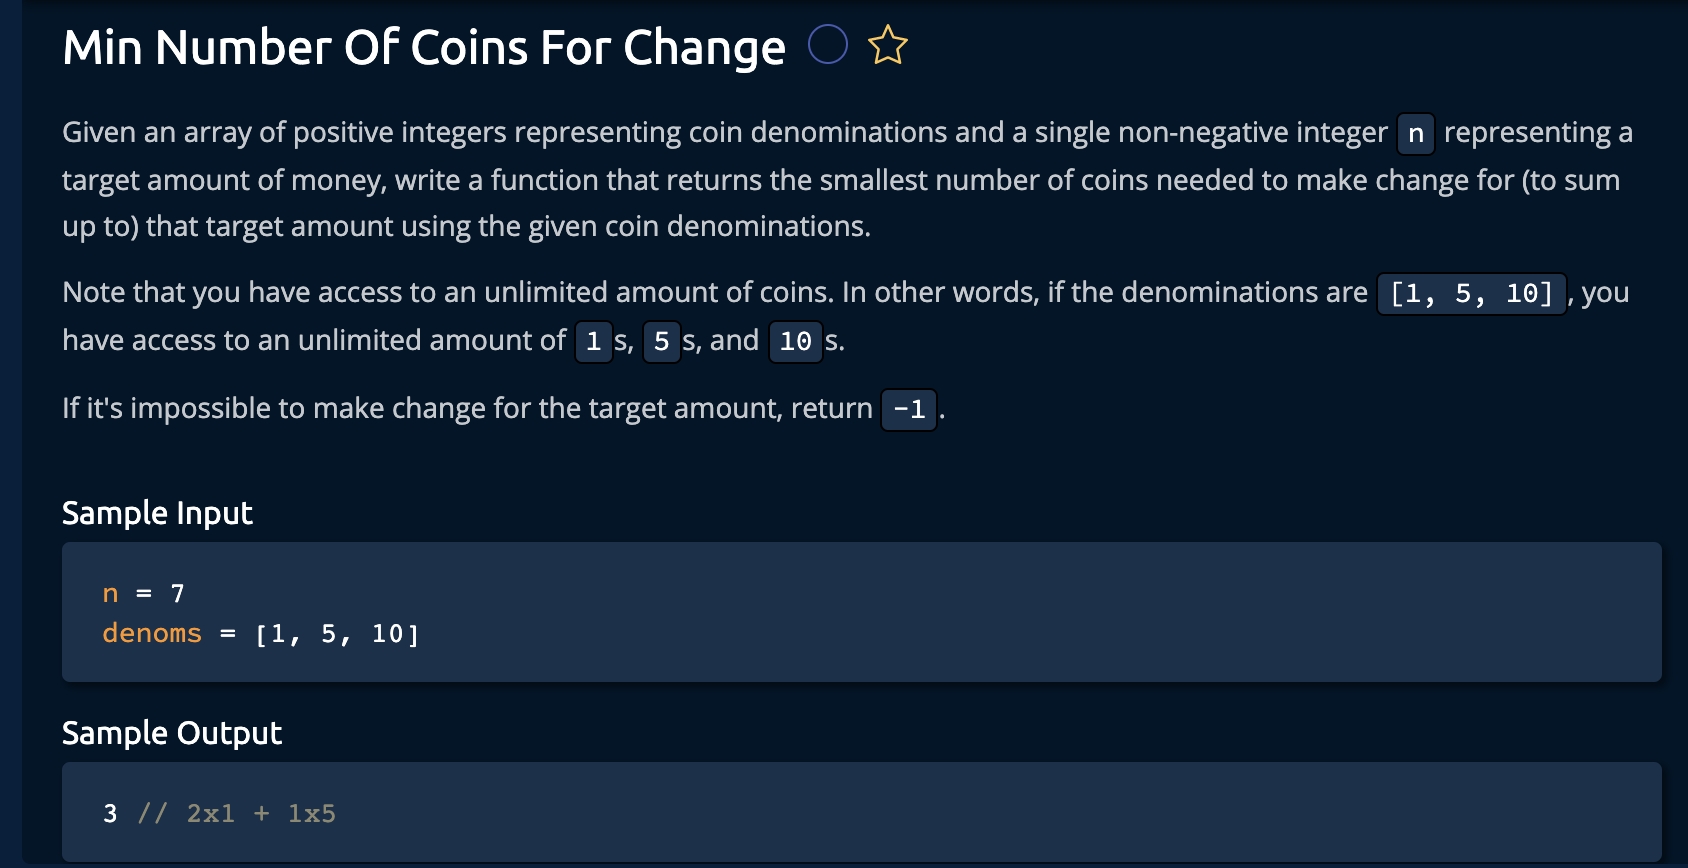 Min Number Of Coins For Change
Given an array of positive integers representing coin denominations and a single non-negative integer n representing a
target amount of money, write a function that returns the smallest number of coins needed to make change for (to sum
up to) that target amount using the given coin denominations.
Note that you have access to an unlimited amount of coins. In other words, if the denominations are [1, 5, 10], you
have access to an unlimited amount of 1s, 5s, and 10s.
If it's impossible to make change for the target amount, return -1.
Sample Input
n = 7
denoms = [1, 5, 10]
Sample Output
3 // 2x1 + 1x5